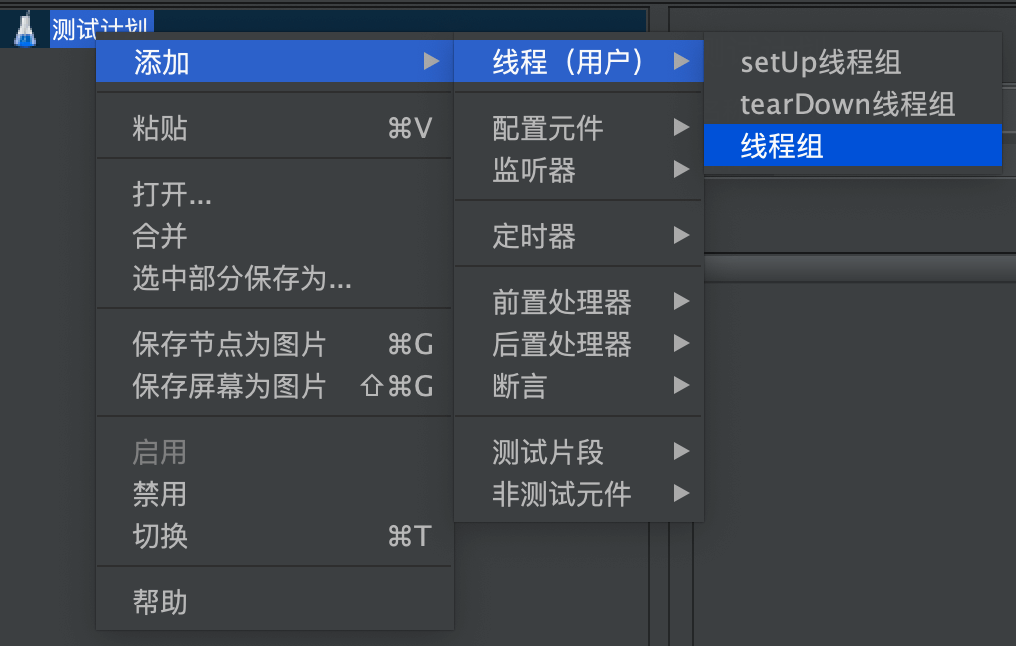 测试计划
添加
粘贴 ⌘V
打开...
合并
选中部分保存为...
保存节点为图片 ⌘G
保存屏幕为图片 ⇧⌘G
启用
禁用
切换 ⌘T
帮助
线程（用户）
配置元件
监听器
定时器
前置处理器
后置处理器
断言
测试片段
非测试元件
setUp线程组
tearDown线程组
线程组